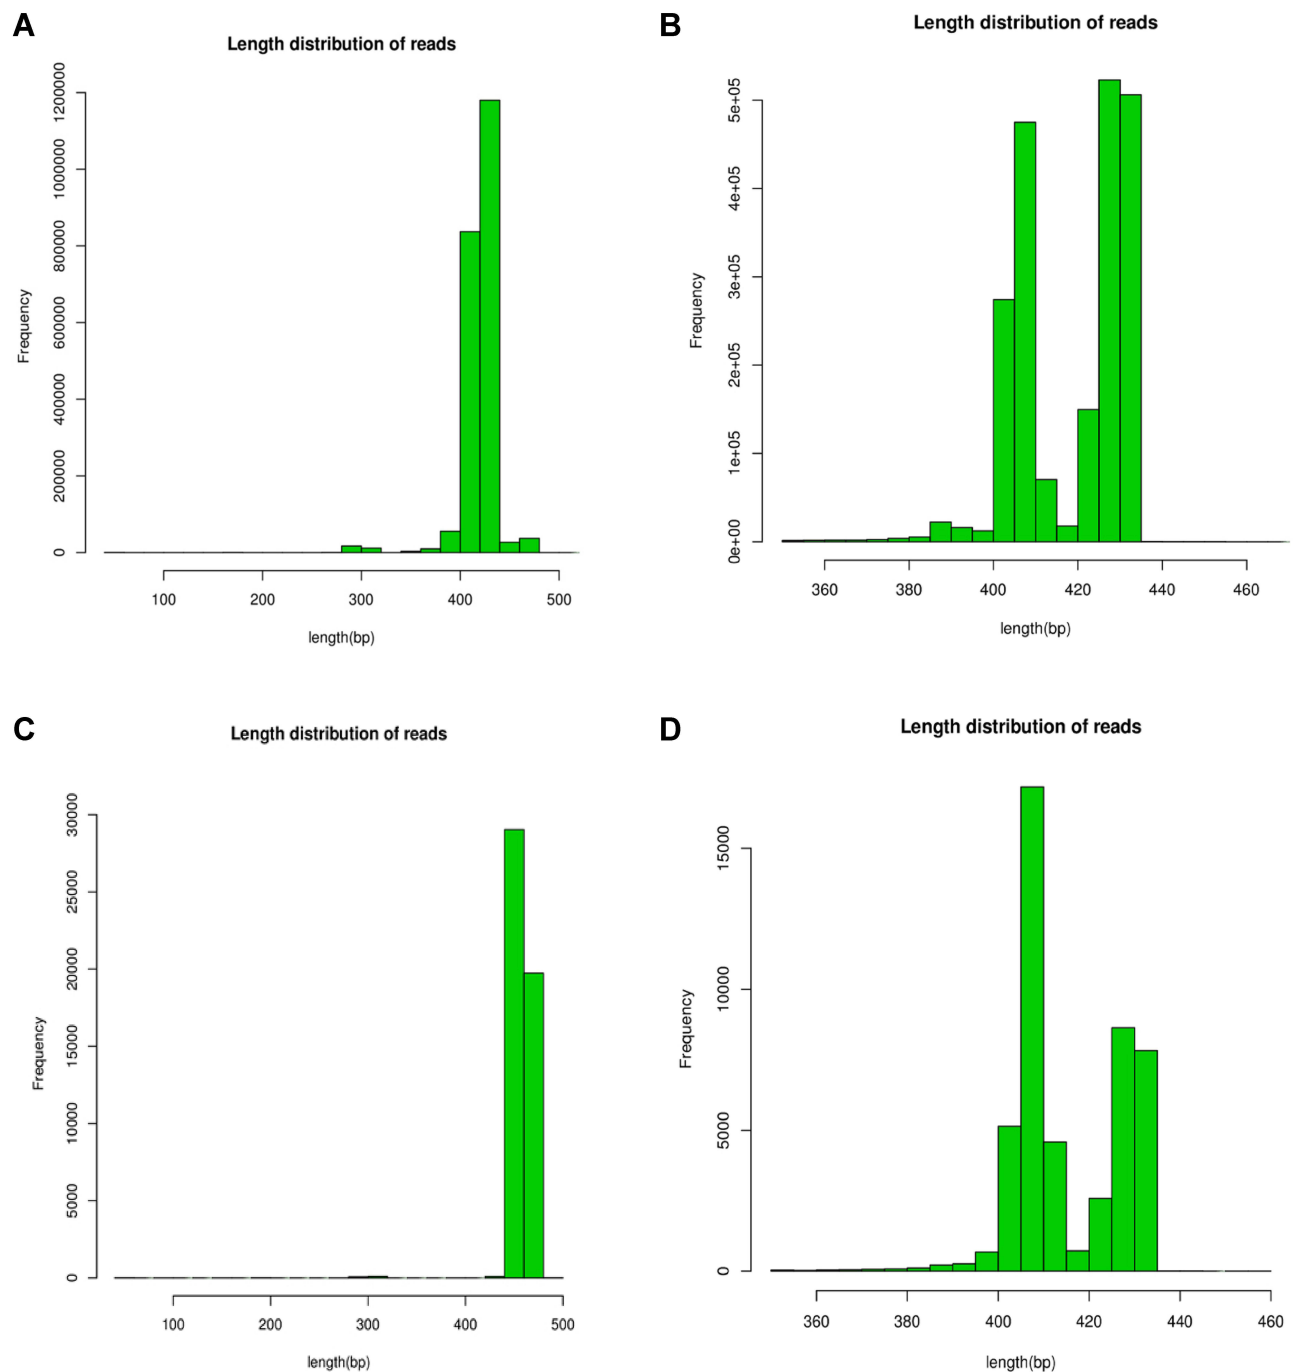 A
Length distribution of reads
Frequency
1200000
1000000
800000
600000
400000
200000
0
100 200 300 400 500
length(bp)
B
Length distribution of reads
Frequency
5e+05
4e+05
3e+05
2e+05
1e+05
0e+00
360 380 400 420 440 460
length(bp)
C
Length distribution of reads
Frequency
30000
25000
20000
15000
10000
5000
0
100 200 300 400 500
length(bp)
D
Length distribution of reads
Frequency
15000
10000
5000
0
360 380 400 420 440 460
length(bp)